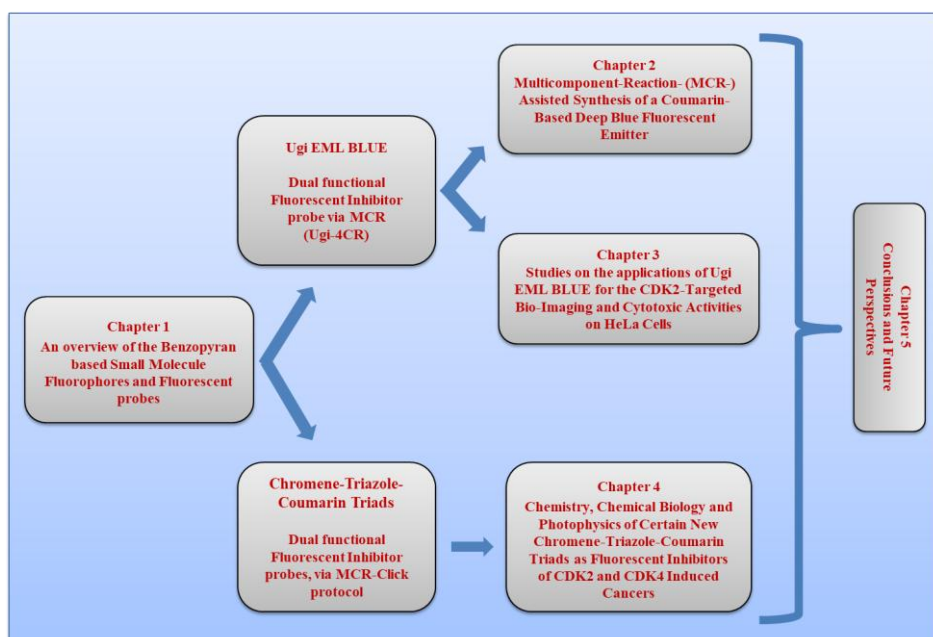 Chapter 1
An overview of the Benzopyran
based Small Molecule
Fluorophores and Fluorescent
probes
Ugi EML BLUE
Dual functional
Fluorescent Inhibitor
probe via MCR
(Ugi-4CR)
Chapter 2
Multicomponent-Reaction- (MCR-)
Assisted Synthesis of a Coumarin-
Based Deep Blue Fluorescent
Emitter
Chapter 3
Studies on the applications of Ugi
EML BLUE for the CDK2-Targeted
Bio-Imaging and Cytotoxic Activities
on HeLa Cells
Chromene-Triazole-
Coumarin Triads
Dual functional
Fluorescent Inhibitor
probes, via MCR-Click
protocol
Chapter 4
Chemistry, Chemical Biology and
Photophysics of Certain New
Chromene-Triazole-Coumarin
Triads as Fluorescent Inhibitors
of CDK2 and CDK4 Induced
Cancers
Chapter 5
Conclusions and Future
Perspectives